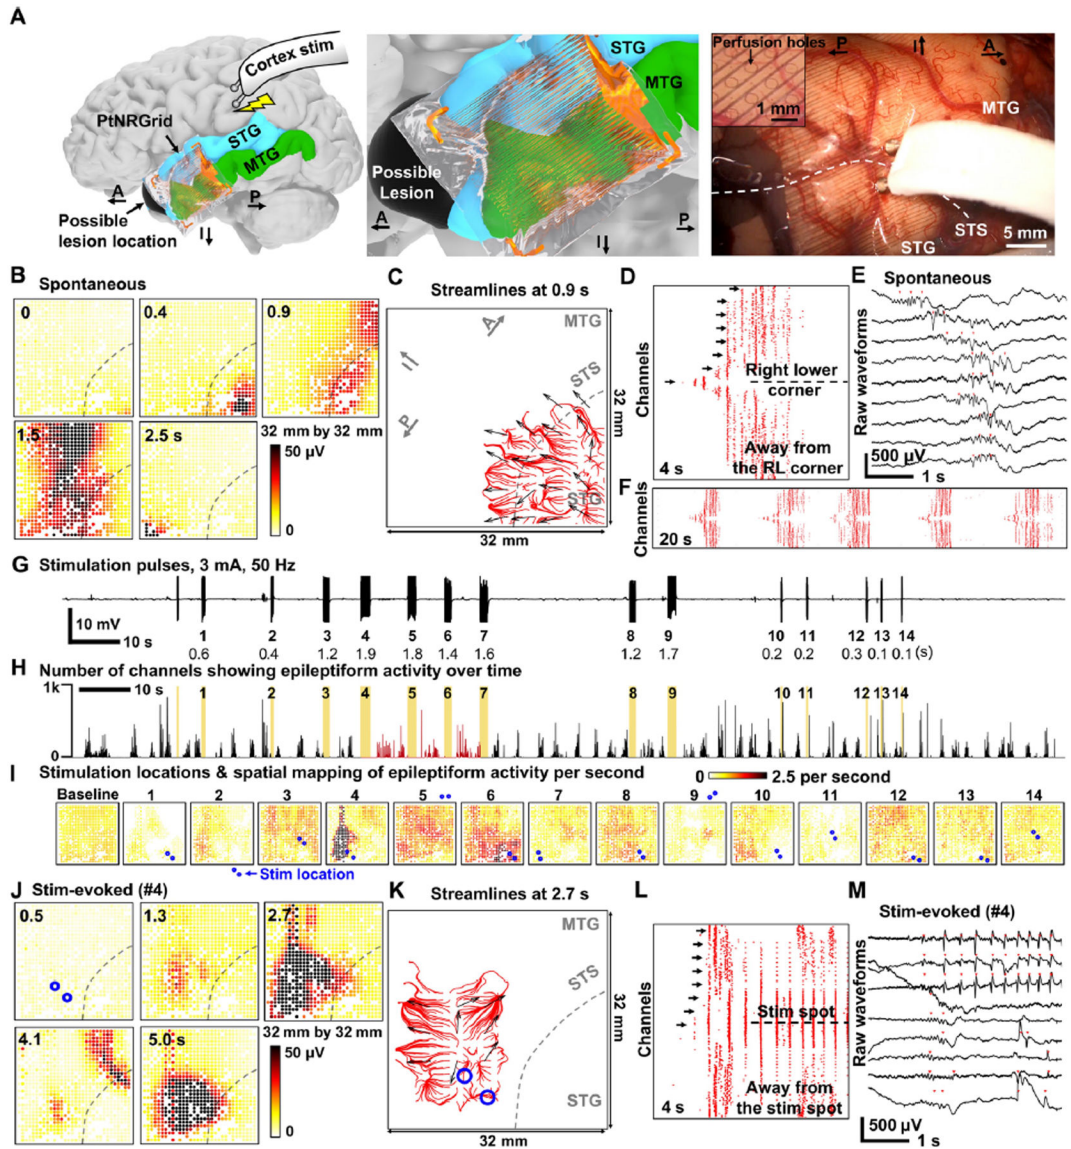 A
Cortex stim
PtNRGrid
STG
MTG
A
P
I
Possible
lesion location
STG
MTG
Possible
Lesion
A
I
P
Perfusion holes
P
I
A
1 mm
MTG
STS
STG
5 mm
B Spontaneous
0
0.4
0.9
1.5
2.5 s
32 mm by 32 mm
50 µV
0
C Streamlines at 0.9 s
A
I
P
MTG
STS
STG
32 mm
32 mm
D
Channels
Right lower
corner
Away from
the RL corner
4 s
E Spontaneous
Raw waveforms
500 µV
1 s
F
Channels
20 s
G Stimulation pulses, 3 mA, 50 Hz
10 mV
10 s
1 2 3 4 5 6 7 8 9 10 11 12 13 14
0.6 0.4 1.2 1.9 1.8 1.4 1.6 1.2 1.7 0.2 0.2 0.3 0.1 0.1 (s)
H Number of channels showing epileptiform activity over time
1k
0
10 s
1 2 3 4 5 6 7 8 9 10 11 12 13 14
I Stimulation locations & spatial mapping of epileptiform activity per second
0 2.5 per second
Baseline 1 2 3 4 5 6 7 8 9 10 11 12 13 14
Stim location
J Stim-evoked (#4)
0.5
1.3
2.7
4.1
5.0 s
32 mm by 32 mm
50 µV
0
K Streamlines at 2.7 s
MTG
STS
STG
32 mm
32 mm
L
Channels
Stim spot
Away from
the stim spot
4 s
M
Stim-evoked (#4)
Raw waveforms
500 µV
1 s